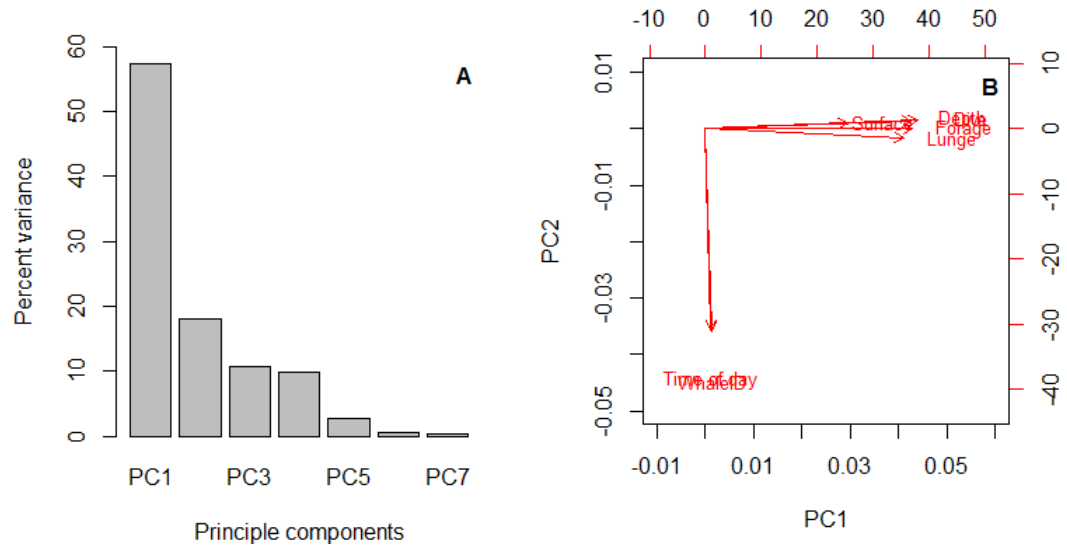 A
Percent variance
60
50
40
30
20
10
0
PC1
PC3
PC5
PC7
Principle components
B
-10
0
10
20
30
40
50
10
0
-10
-20
-30
-40
PC2
0.01
-0.01
-0.03
-0.05
-0.01
0.01
0.03
0.05
PC1
Surface
Depth
Forage
Lunge
Time of day
WhaleID